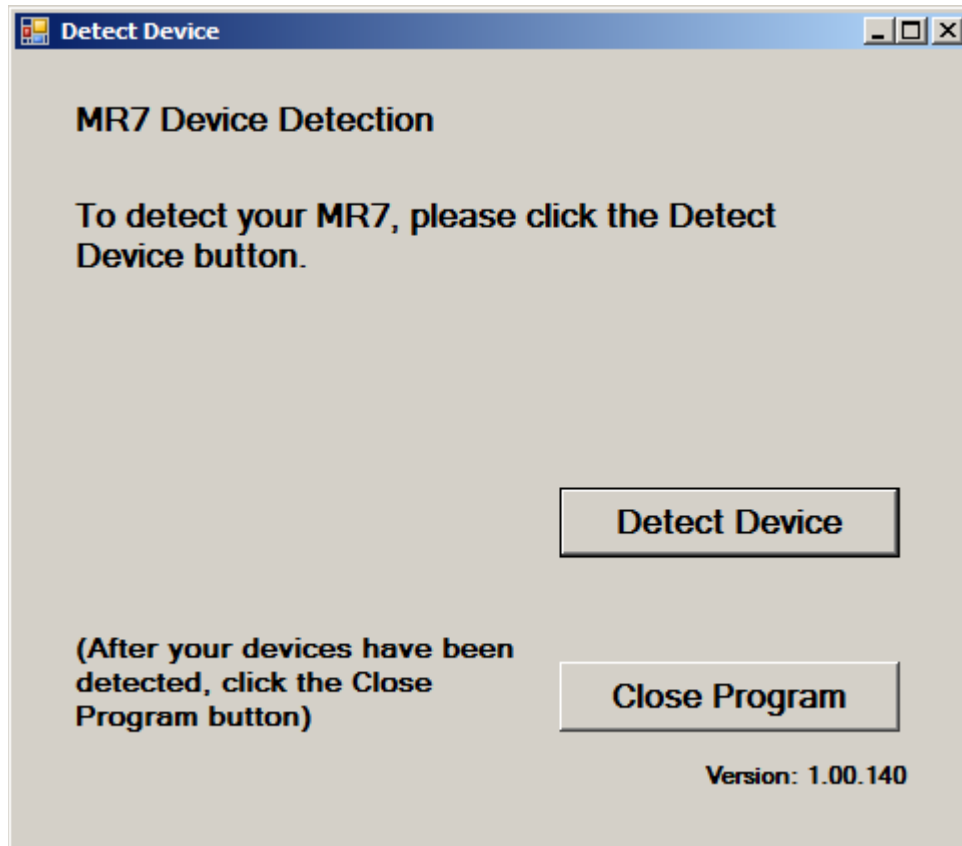 Detect Device
MR7 Device Detection
To detect your MR7, please click the Detect
Device button.
Detect Device
(After your devices have been
detected, click the Close
Program button)
Close Program
Version: 1.00.140